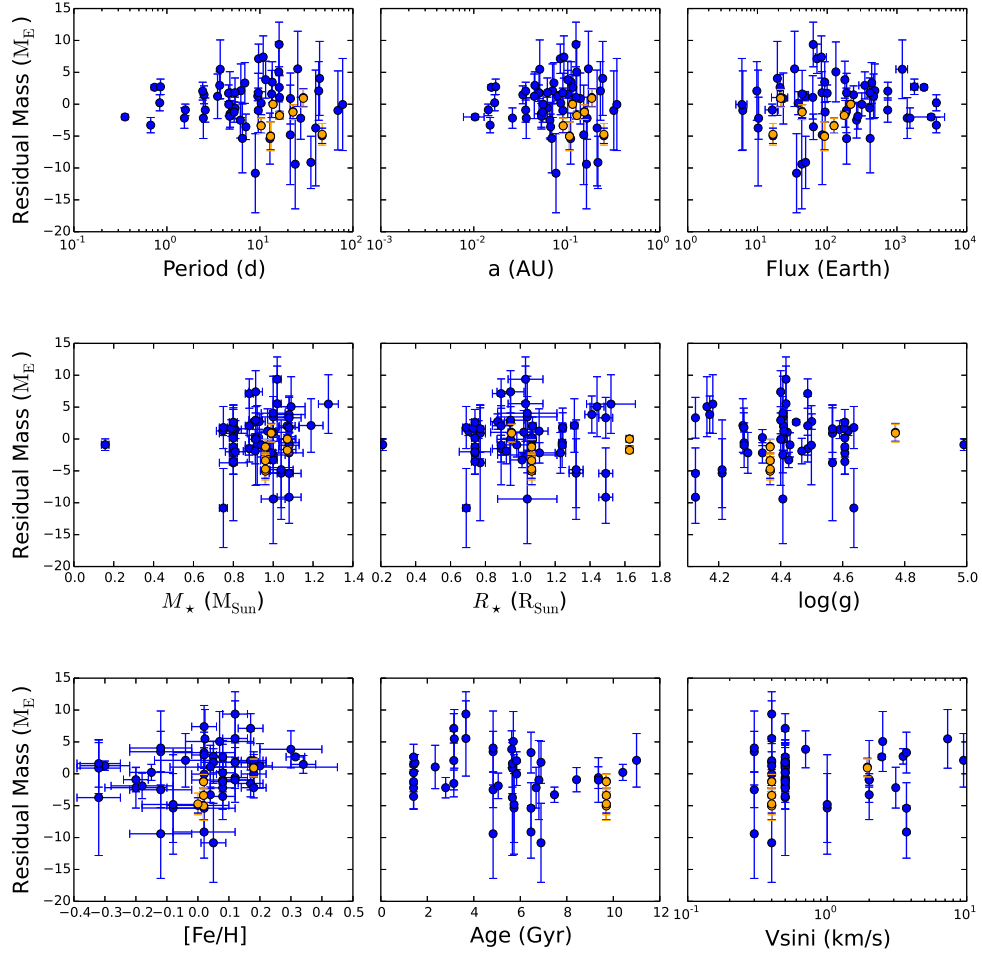 15
10
5
0
−5
−10
−15
−20
Residual Mass (M_E)
10^-1 10^0 10^1 10^2
Period (d)
10^-3 10^-2 10^-1 10^0
a (AU)
10^0 10^1 10^2 10^3 10^4
Flux (Earth)
15
10
5
0
−5
−10
−15
−20
Residual Mass (M_E)
0.0 0.2 0.4 0.6 0.8 1.0 1.2 1.4
M_⋆ (M_Sun)
0.2 0.4 0.6 0.8 1.0 1.2 1.4 1.6 1.8
R_⋆ (R_Sun)
4.2 4.4 4.6 4.8 5.0
log(g)
15
10
5
0
−5
−10
−15
−20
Residual Mass (M_E)
−0.4 −0.3 −0.2 −0.1 0.0 0.1 0.2 0.3 0.4 0.5
[Fe/H]
0 2 4 6 8 10 12
Age (Gyr)
10^-1 10^0 10^1
Vsini (km/s)